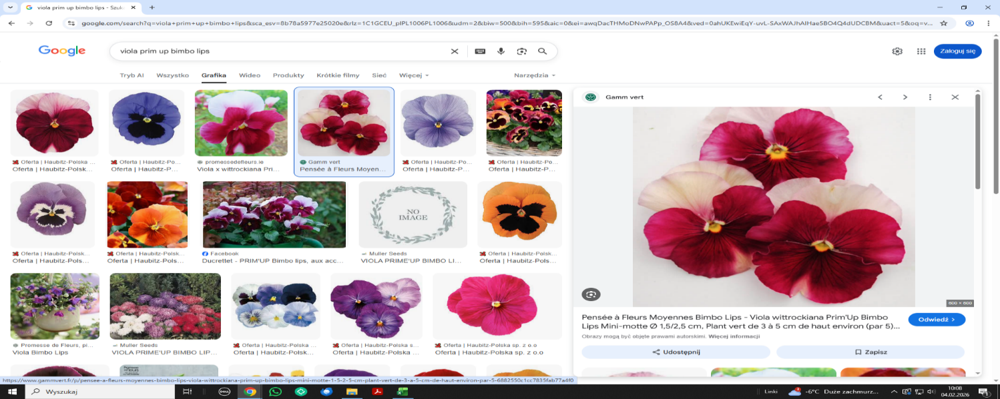 viola prim up bimbo lips - Szuk
google.com/search?q=viola+prim+up+bimbo+lips&sca_esv=8b78a5977e25020e&rlz=1C1GCEU_plPL1006PL1006&udm=2&biw=500&bih=595&aic=0&ei=awqDacTHMoDNwPAPp_OS8A4&ved=0ahUKEwiEqY-uvL-SAxWAJhAIHae5BO4Q4dUDCBM&uact=5&oq=v...
Google
viola prim up bimbo lips
Zaloguj się
Tryb AI Wszystko Grafika Wideo Produkty Krótkie filmy Sieć Więcej Narzędzia
Oferta | Haubitz-Polska ...
Oferta | Haubitz-Polsk...
Oferta | Haubitz-Po...
Oferta | Haubitz-P...
promessedefleurs.ie
Viola x wittrockiana Pri...
Gamm vert
Pensée à Fleurs Moyen...
Oferta | Haubitz-Po...
Oferta | Haubitz-P...
Oferta | Haubitz-Po...
Oferta | Haubitz-P...
Oferta | Haubitz-Polsk...
Oferta | Haubitz-Pols...
Oferta | Haubitz-Polsk...
Oferta | Haubitz-Pols...
Facebook
Ducrettet - PRIM'UP Bimbo lips, aux acc...
NO
IMAGE
Muller Seeds
VIOLA PRIME'UP BIMBO LI...
Oferta | Haubitz-Polsk...
Oferta | Haubitz-Pols...
Promesse de Fleurs, pi...
Viola Bimbo Lips
Muller Seeds
VIOLA PRIME'UP BIMBO LIP...
Oferta | Haubitz-Polska ...
Oferta | Haubitz-Polsk...
Oferta | Haubitz-Polska ...
Oferta | Haubitz-Polsk...
Oferta | Haubitz-Polska sp. z o.o
Oferta | Haubitz-Polska sp. z o.o
Gamm vert
600 × 600
Pensée à Fleurs Moyennes Bimbo Lips - Viola wittrockiana Prim'Up Bimbo
Lips Mini-motte Ø 1,5/2,5 cm, Plant vert de 3 à 5 cm de haut environ (par 5)...
Odwiedź >
Obrazy mogą być objęte prawami autorskimi. Więcej informacji
Udostępnij
Zapisz
https://www.gammvert.fr/p/pensee-a-fleurs-moyennes-bimbo-lips-viola-wittrockiana-prim-up-bimbo-lips-mini-motte-1-5-2-5-cm-plant-vert-de-3-a-5-cm-de-haut-environ-par-5-6882550c1cc7835fab77a4f0
Wyszukaj
DELL
Linki
-6°C Duże zachmurz...
10:08
04.02.2026